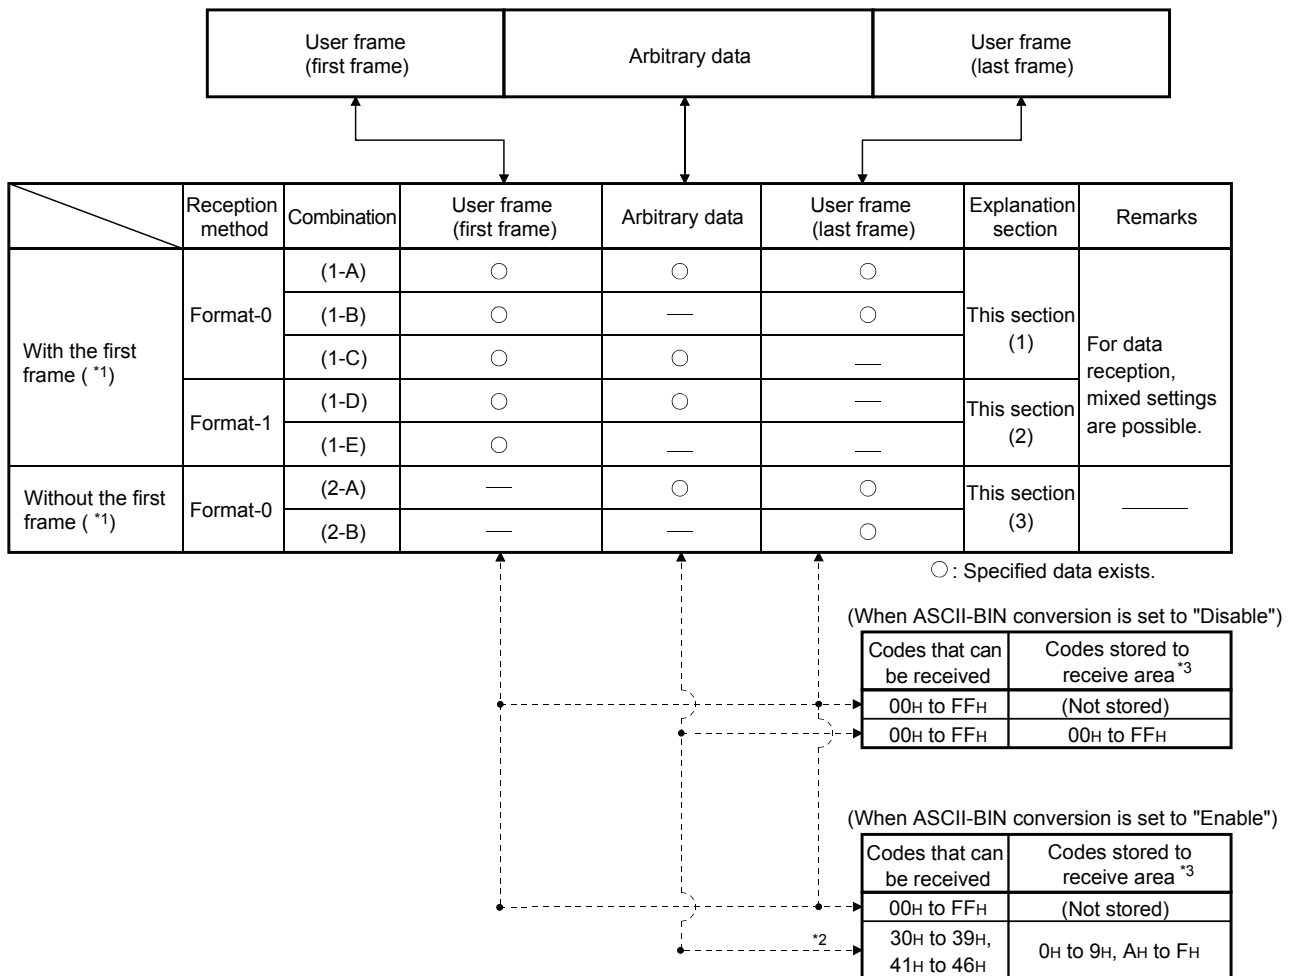 User frame
(first frame)
Arbitrary data
User frame
(last frame)
Reception
method
Combination
User frame
(first frame)
Arbitrary data
User frame
(last frame)
Explanation
section
Remarks
With the first
frame ( *1)
Format-0
(1-A)
○
○
○
(1-B)
○
—
○
(1-C)
○
○
—
This section
(1)
Format-1
(1-D)
○
○
—
(1-E)
○
—
—
This section
(2)
For data
reception,
mixed settings
are possible.
Without the first
frame ( *1)
Format-0
(2-A)
—
○
○
(2-B)
—
—
○
This section
(3)
—
○ : Specified data exists.
(When ASCII-BIN conversion is set to "Disable")
Codes that can
be received
Codes stored to
receive area *3
00H to FFH
(Not stored)
00H to FFH
00H to FFH
(When ASCII-BIN conversion is set to "Enable")
Codes that can
be received
Codes stored to
receive area *3
00H to FFH
(Not stored)
*2
30H to 39H,
41H to 46H
0H to 9H, AH to FH